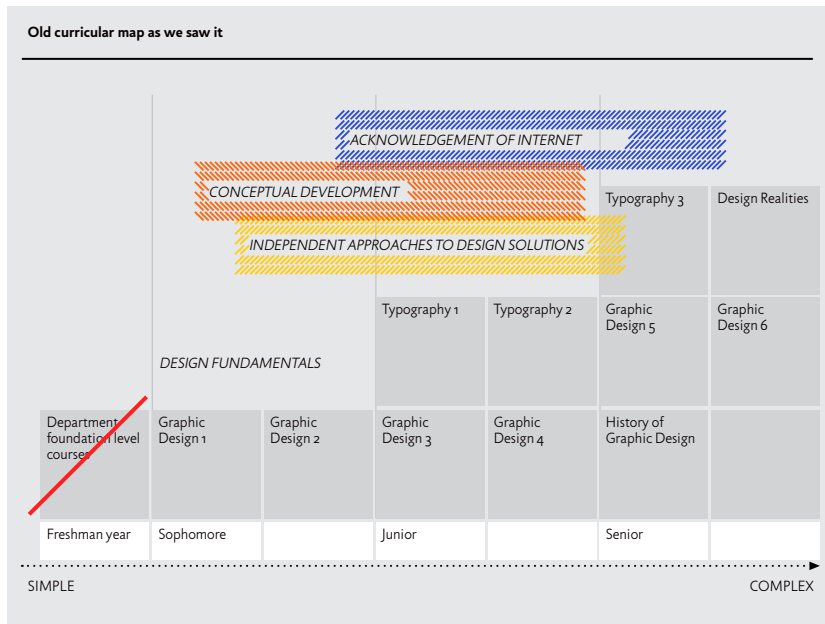 Old curricular map as we saw it
ACKNOWLEDGEMENT OF INTERNET
CONCEPTUAL DEVELOPMENT
Typography 3
Design Realities
INDEPENDENT APPROACHES TO DESIGN SOLUTIONS
Typography 1
Typography 2
Graphic
Design 5
Graphic
Design 6
DESIGN FUNDAMENTALS
Department
foundation level
courses
Graphic
Design 1
Graphic
Design 2
Graphic
Design 3
Graphic
Design 4
History of
Graphic Design
Freshman year
Sophomore
Junior
Senior
SIMPLE
COMPLEX